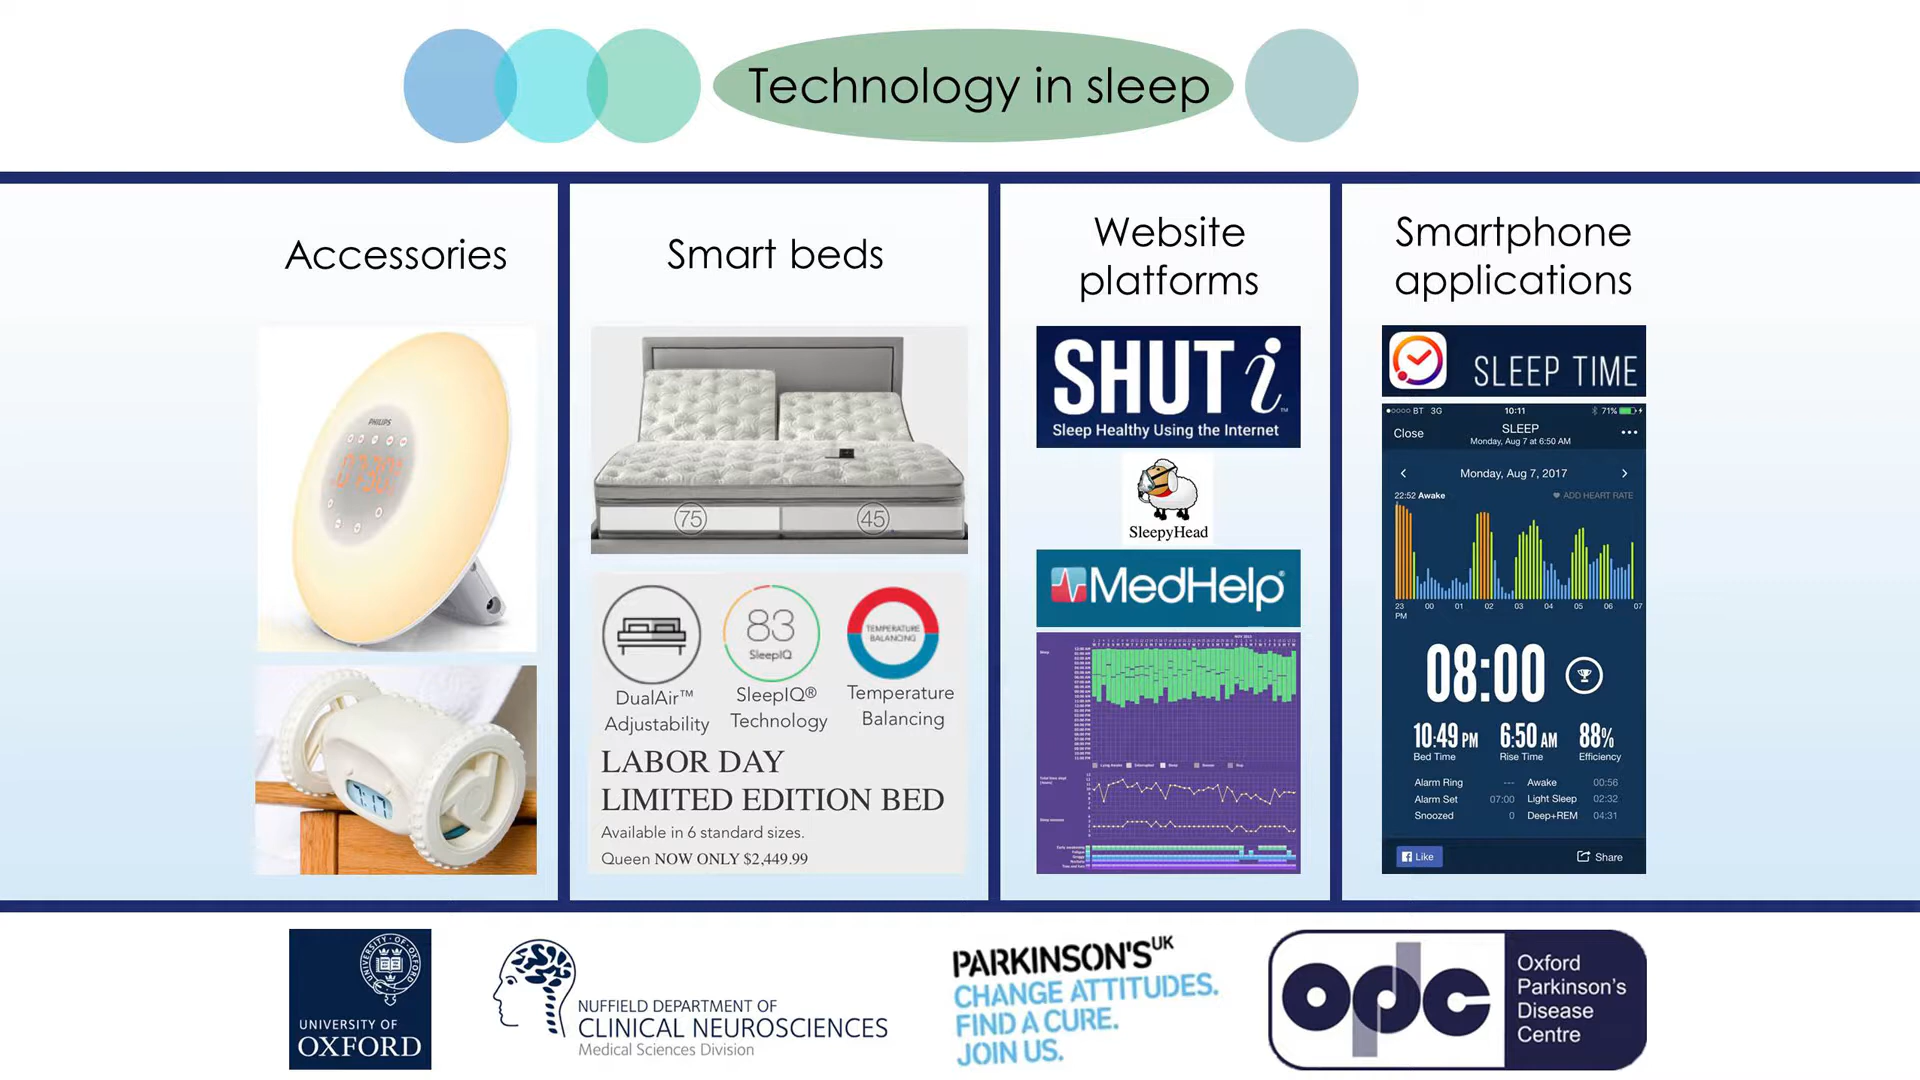 Technology in sleep
Accessories
PHILIPS
7:17
Smart beds
75
45
83
SleepIQ
TEMPERATURE
BALANCING
DualAir™
Adjustability
SleepIQ®
Technology
Temperature
Balancing
LABOR DAY
LIMITED EDITION BED
Available in 6 standard sizes.
Queen NOW ONLY $2,449.99
Website
platforms
SHUTi™
Sleep Healthy Using the Internet
SleepyHead
MedHelp®
Smartphone
applications
SLEEP TIME
BT 3G 10:11 71%
Close SLEEP
Monday, Aug 7 at 6:50 AM
Monday, Aug 7, 2017
22:52 Awake ADD HEART RATE
23 00 01 02 03 04 05 06 07
PM
08:00
10:49 PM 6:50 AM 88%
Bed Time Rise Time Efficiency
Alarm Ring --- Awake 00:56
Alarm Set 07:00 Light Sleep 02:32
Snoozed 0 Deep+REM 04:31
Like Share
UNIVERSITY OF
OXFORD
NUFFIELD DEPARTMENT OF
CLINICAL NEUROSCIENCES
Medical Sciences Division
PARKINSON'S UK
CHANGE ATTITUDES.
FIND A CURE.
JOIN US.
opdc
Oxford
Parkinson's
Disease
Centre